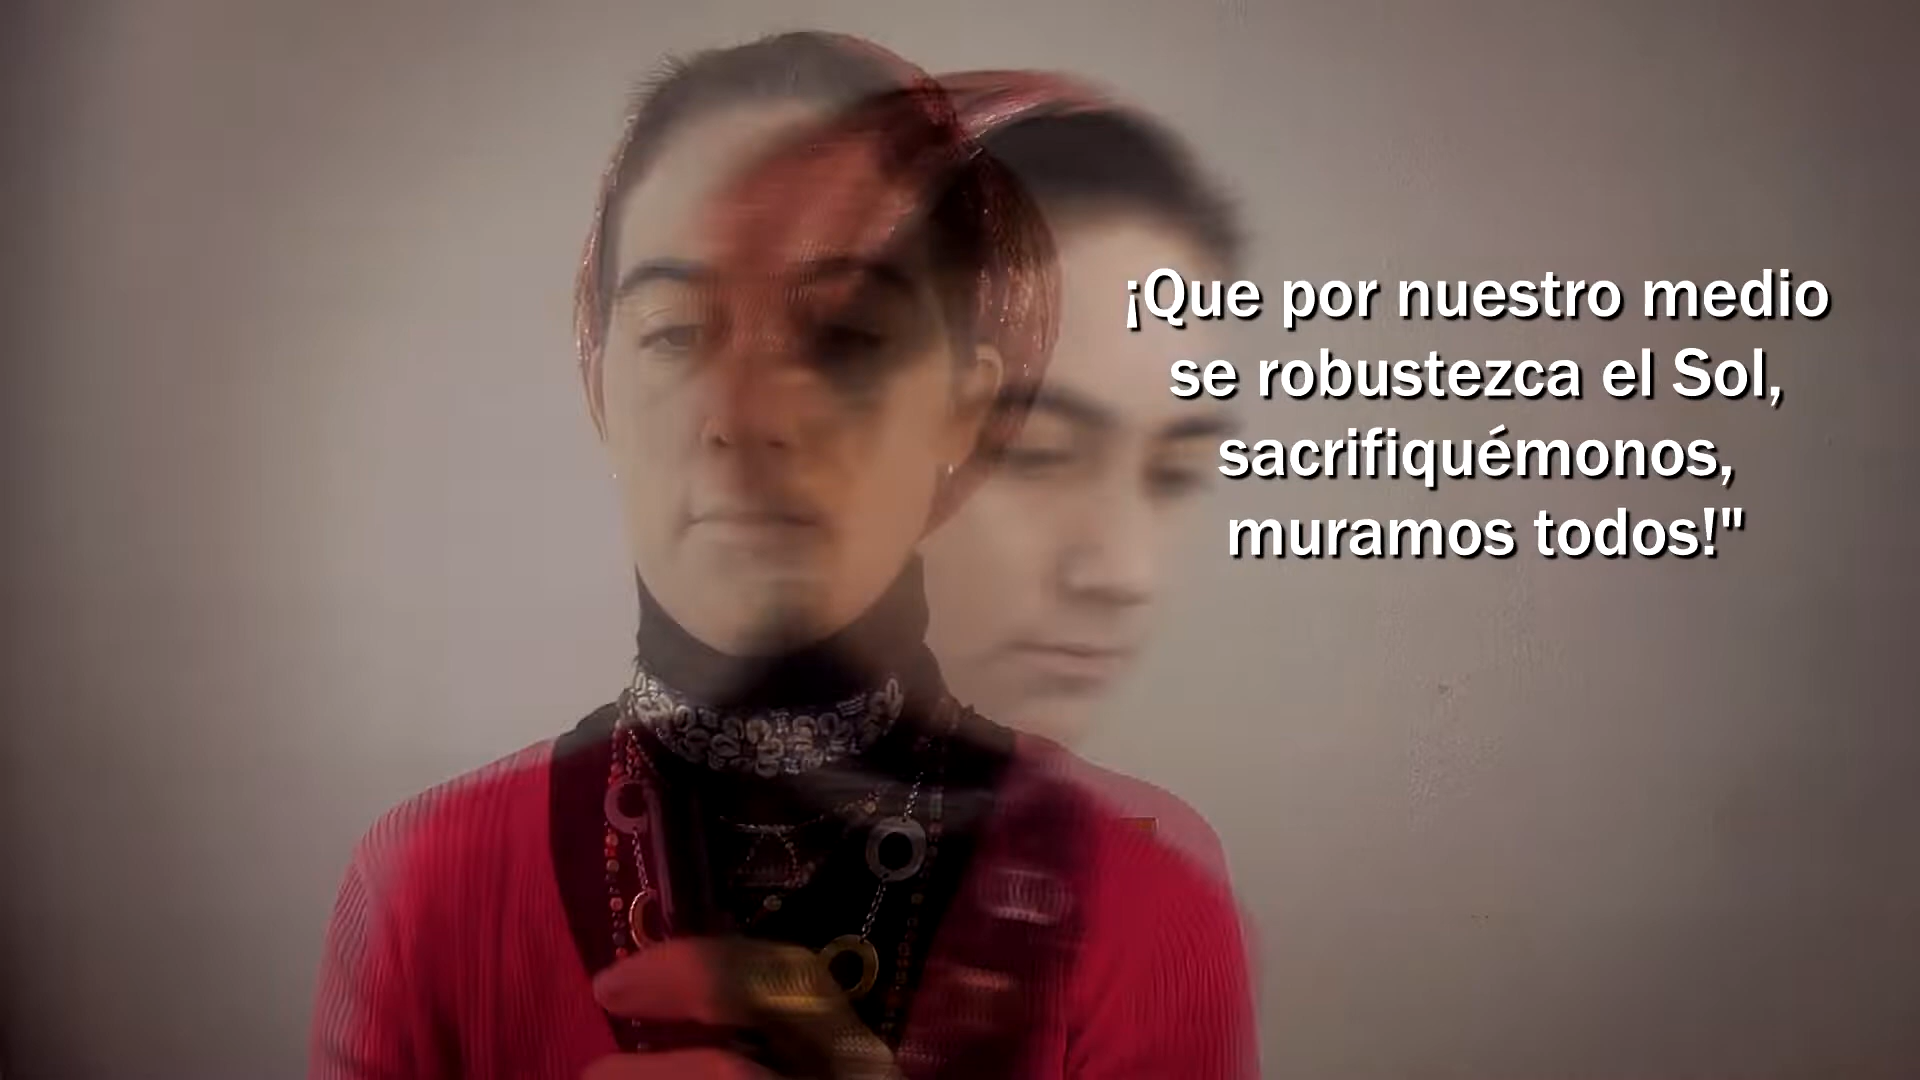 ¡Que por nuestro medio
se robustezca el Sol,
sacrifiquémonos,
muramos todos!"